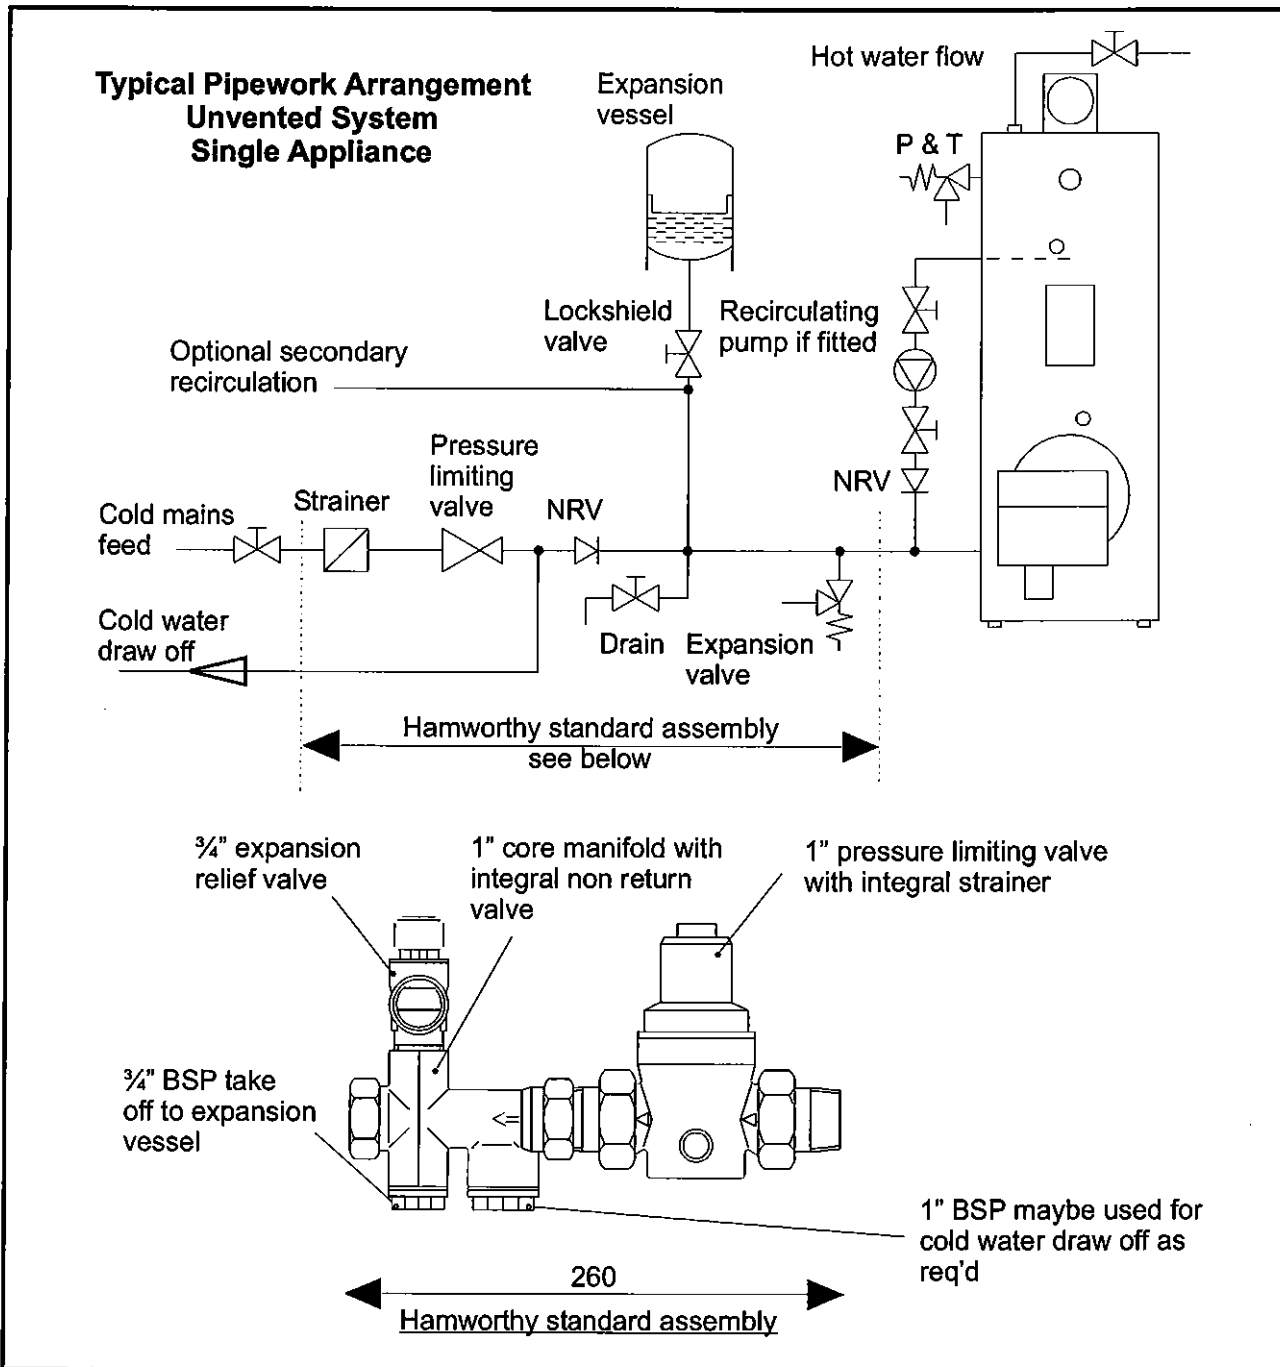 Typical Pipework Arrangement
Unvented System
Single Appliance
Expansion
vessel
Hot water flow
P & T
Lockshield
valve
Recirculating
pump if fitted
Optional secondary
recirculation
Pressure
limiting
valve
NRV
Strainer
NRV
Cold mains
feed
Cold water
draw off
Drain
Expansion
valve
Hamworthy standard assembly
see below
¾" expansion
relief valve
1" core manifold with
integral non return
valve
1" pressure limiting valve
with integral strainer
¾" BSP take
off to expansion
vessel
1" BSP maybe used for
cold water draw off as
req'd
260
Hamworthy standard assembly